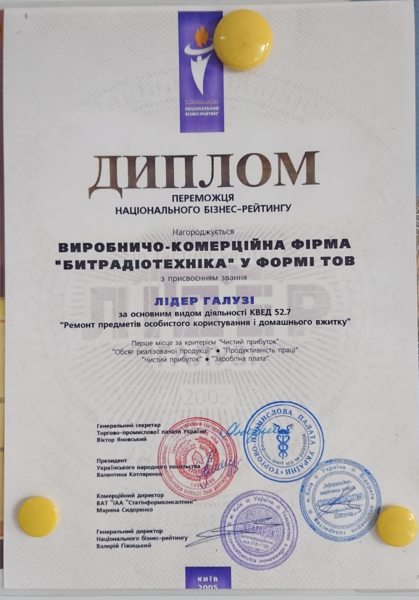 НАЦІОНАЛЬНИЙ
БІЗНЕС-РЕЙТИНГ
ДИПЛОМ
ПЕРЕМОЖЦЯ
НАЦІОНАЛЬНОГО БІЗНЕС-РЕЙТИНГУ
Нагороджується
ВИРОБНИЧО-КОМЕРЦІЙНА ФІРМА
"БИТРАДІОТЕХНІКА" У ФОРМІ ТОВ
з присвоєнням звання
ЛІДЕР ГАЛУЗІ
за основним видом діяльності КВЕД 52.7
"Ремонт предметів особистого користування і домашнього вжитку"
Перше місце за критерієм "Чистий прибуток"
"Обсяг реалізованої продукції" ● "Продуктивність праці"
"Чистий прибуток" ● "Заробітна плата"
Генеральний секретар
Торгово-промислової палати України
Віктор Яновський
Президент
Українського народного посольства
Валентина Котляренко
Комерційний директор
ВАТ "ІАА "Статінформконсалтинг"
Марина Сидоренко
Генеральний директор
Національного бізнес-рейтингу
Валерій Гіжицький
КИЇВ
2005